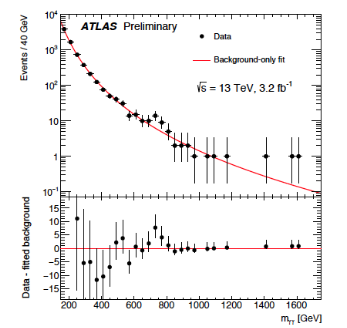 ATLAS Preliminary
Data
Background-only fit
√s = 13 TeV, 3.2 fb⁻¹
Events / 40 GeV
10⁴
10³
10²
10
1
10⁻¹
Data - fitted background
15
10
5
0
−5
−10
−15
200 400 600 800 1000 1200 1400 1600
mγγ [GeV]